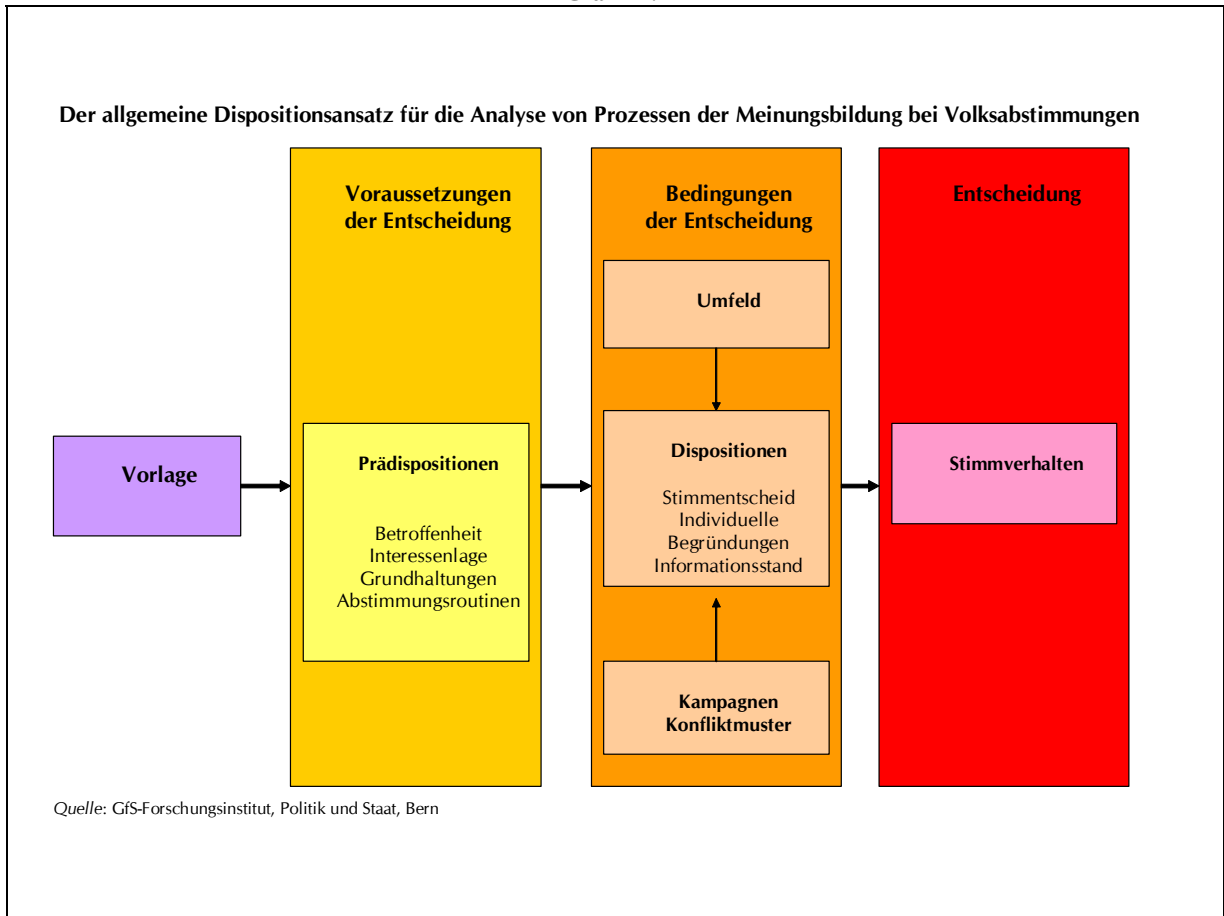 Der allgemeine Dispositionsansatz für die Analyse von Prozessen der Meinungsbildung bei Volksabstimmungen
Voraussetzungen
der Entscheidung
Bedingungen
der Entscheidung
Entscheidung
Umfeld
Vorlage
Prädispositionen
Betroffenheit
Interessenlage
Grundhaltungen
Abstimmungsroutinen
Dispositionen
Stimmentscheid
Individuelle
Begründungen
Informationsstand
Stimmverhalten
Kampagnen
Konfliktmuster
Quelle: GfS-Forschungsinstitut, Politik und Staat, Bern